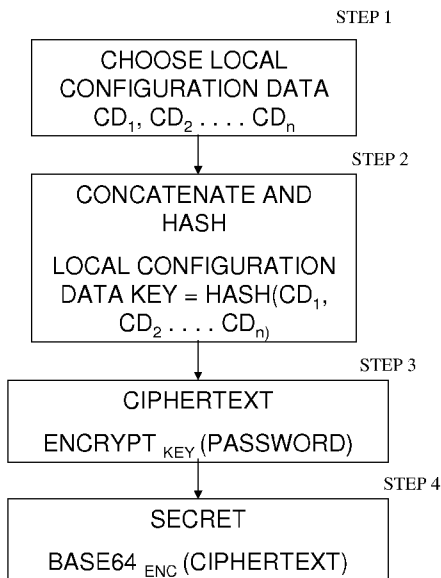 STEP 1
CHOOSE LOCAL
CONFIGURATION DATA
CD₁, CD₂ . . . . CDₙ
STEP 2
CONCATENATE AND
HASH
LOCAL CONFIGURATION
DATA KEY = HASH(CD₁,
CD₂ . . . . CDₙ₎
STEP 3
CIPHERTEXT
ENCRYPT KEY (PASSWORD)
STEP 4
SECRET
BASE64 ENC (CIPHERTEXT)